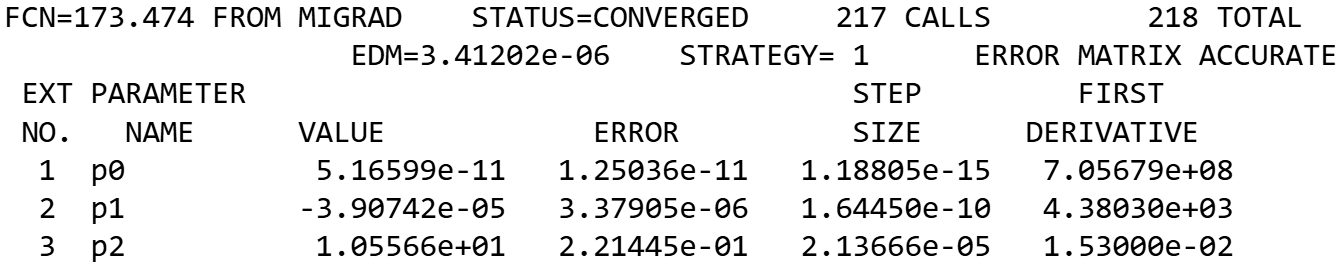 FCN=173.474 FROM MIGRAD    STATUS=CONVERGED     217 CALLS         218 TOTAL
EDM=3.41202e-06    STRATEGY= 1      ERROR MATRIX ACCURATE
EXT PARAMETER                                   STEP         FIRST
NO.   NAME      VALUE            ERROR          SIZE      DERIVATIVE
1  p0           5.16599e-11   1.25036e-11   1.18805e-15   7.05679e+08
2  p1          -3.90742e-05   3.37905e-06   1.64450e-10   4.38030e+03
3  p2           1.05566e+01   2.21445e-01   2.13666e-05   1.53000e-02